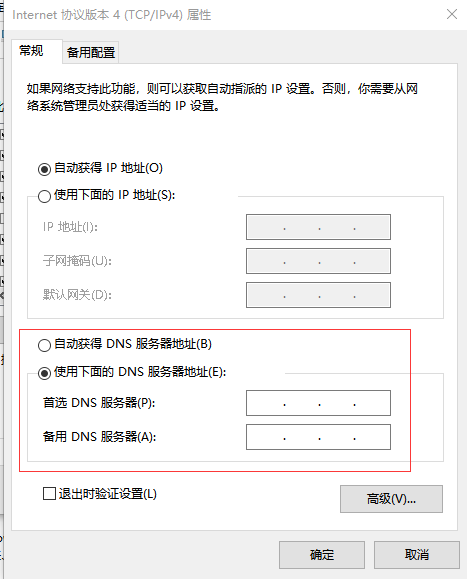 Internet 协议版本 4 (TCP/IPv4) 属性
常规
备用配置
如果网络支持此功能，则可以获取自动指派的 IP 设置。否则，你需要从网
络系统管理员处获得适当的 IP 设置。
自动获得 IP 地址(O)
使用下面的 IP 地址(S):
IP 地址(I):
子网掩码(U):
默认网关(D):
自动获得 DNS 服务器地址(B)
使用下面的 DNS 服务器地址(E):
首选 DNS 服务器(P):
备用 DNS 服务器(A):
退出时验证设置(L)
高级(V)...
确定
取消